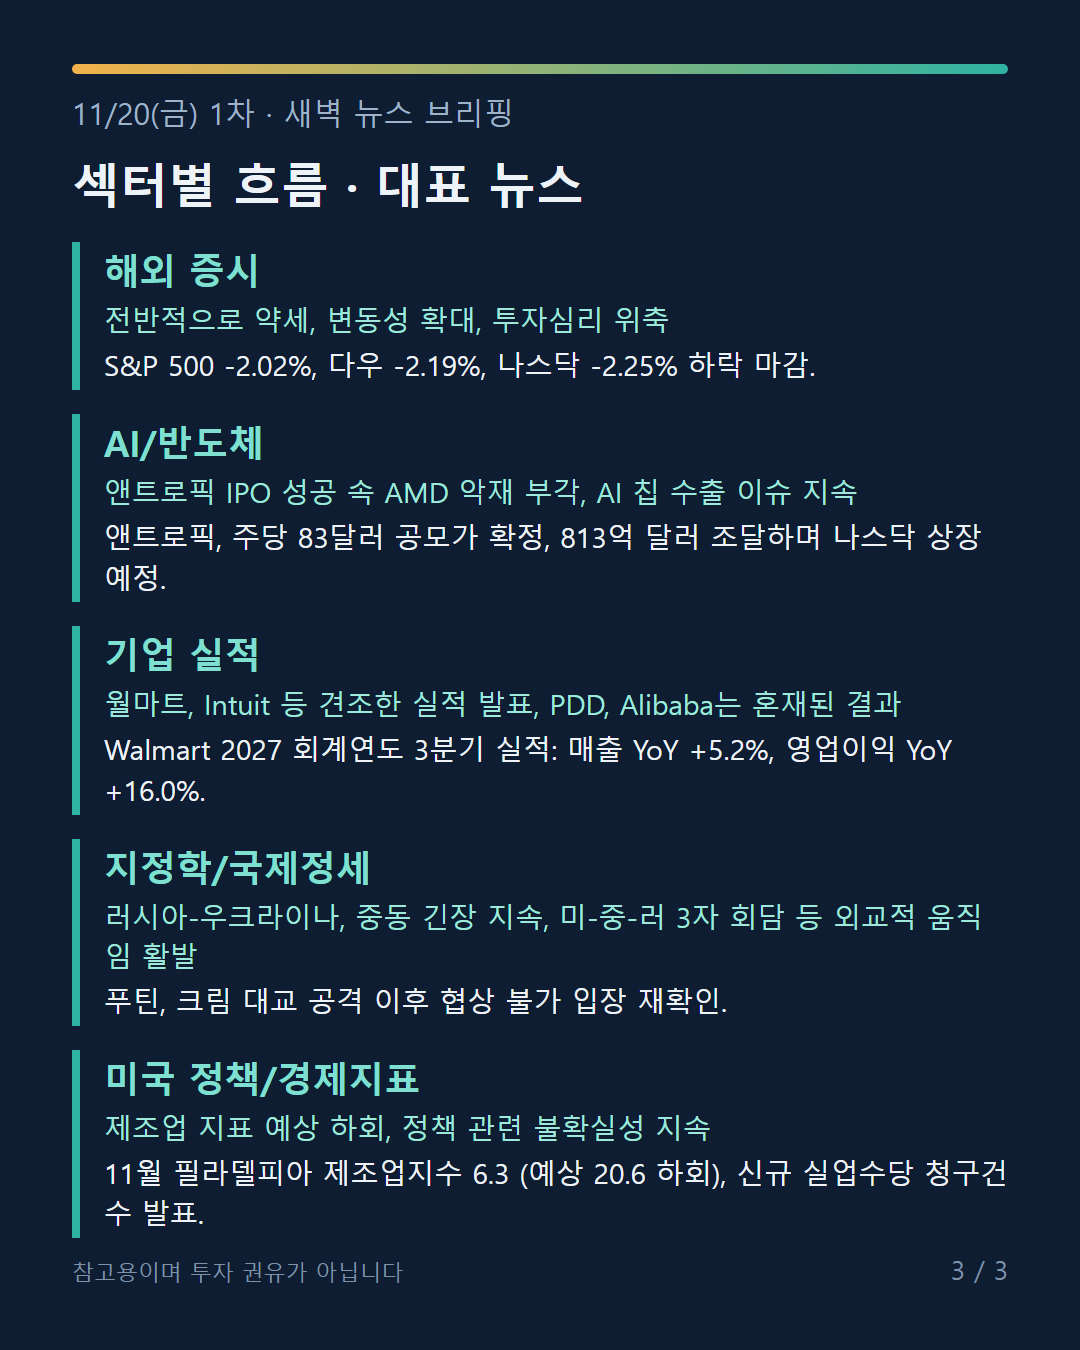 11/20(금) 1차 · 새벽 뉴스 브리핑
섹터별 흐름 · 대표 뉴스
해외 증시
전반적으로 약세, 변동성 확대, 투자심리 위축
S&P 500 -2.02%, 다우 -2.19%, 나스닥 -2.25% 하락 마감.
AI/반도체
앤트로픽 IPO 성공 속 AMD 악재 부각, AI 칩 수출 이슈 지속
앤트로픽, 주당 83달러 공모가 확정, 813억 달러 조달하며 나스닥 상장
예정.
기업 실적
월마트, Intuit 등 견조한 실적 발표, PDD, Alibaba는 혼재된 결과
Walmart 2027 회계연도 3분기 실적: 매출 YoY +5.2%, 영업이익 YoY
+16.0%.
지정학/국제정세
러시아-우크라이나, 중동 긴장 지속, 미-중-러 3자 회담 등 외교적 움직
임 활발
푸틴, 크림 대교 공격 이후 협상 불가 입장 재확인.
미국 정책/경제지표
제조업 지표 예상 하회, 정책 관련 불확실성 지속
11월 필라델피아 제조업지수 6.3 (예상 20.6 하회), 신규 실업수당 청구건
수 발표.
참고용이며 투자 권유가 아닙니다
3 / 3